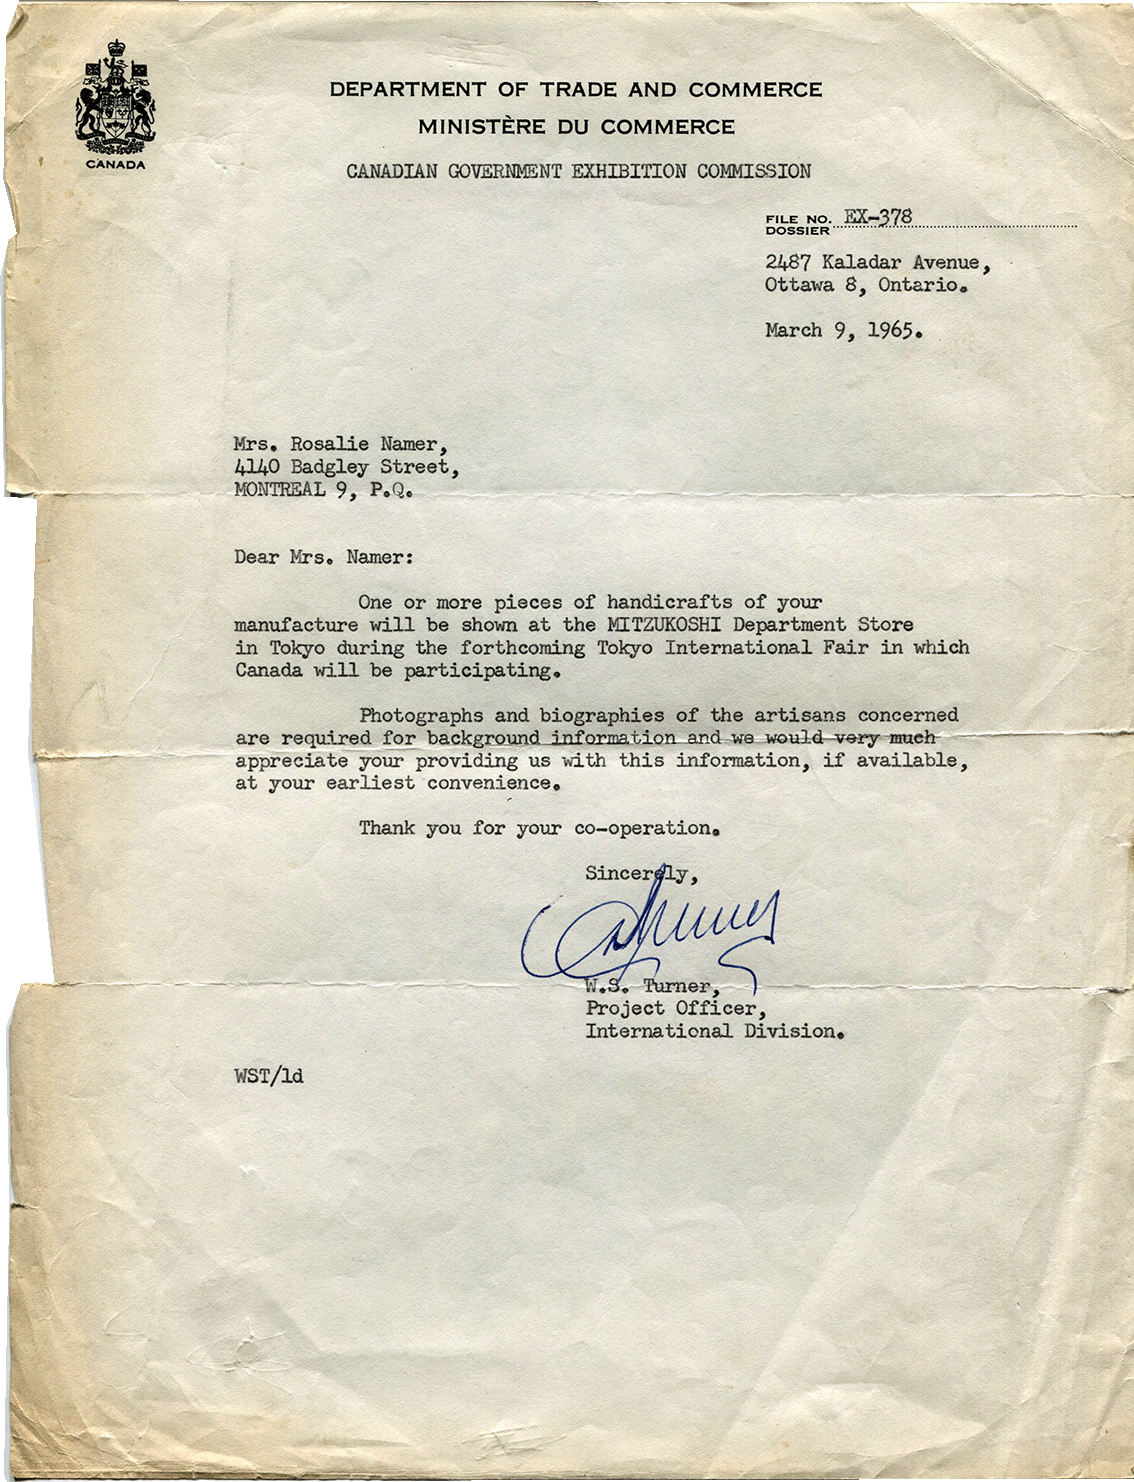 CANADA
DEPARTMENT OF TRADE AND COMMERCE
MINISTÈRE DU COMMERCE
CANADIAN GOVERNMENT EXHIBITION COMMISSION
FILE NO. EX-378
DOSSIER
2487 Kaladar Avenue,
Ottawa 8, Ontario.
March 9, 1965.
Mrs. Rosalie Namer,
4140 Badgley Street,
MONTREAL 9, P.Q.
Dear Mrs. Namer:
One or more pieces of handicrafts of your
manufacture will be shown at the MITZUKOSHI Department Store
in Tokyo during the forthcoming Tokyo International Fair in which
Canada will be participating.
Photographs and biographies of the artisans concerned
are required for background information and we would very much
appreciate your providing us with this information, if available,
at your earliest convenience.
Thank you for your co-operation.
Sincerely,
W.S. Turner,
Project Officer,
International Division.
WST/ld